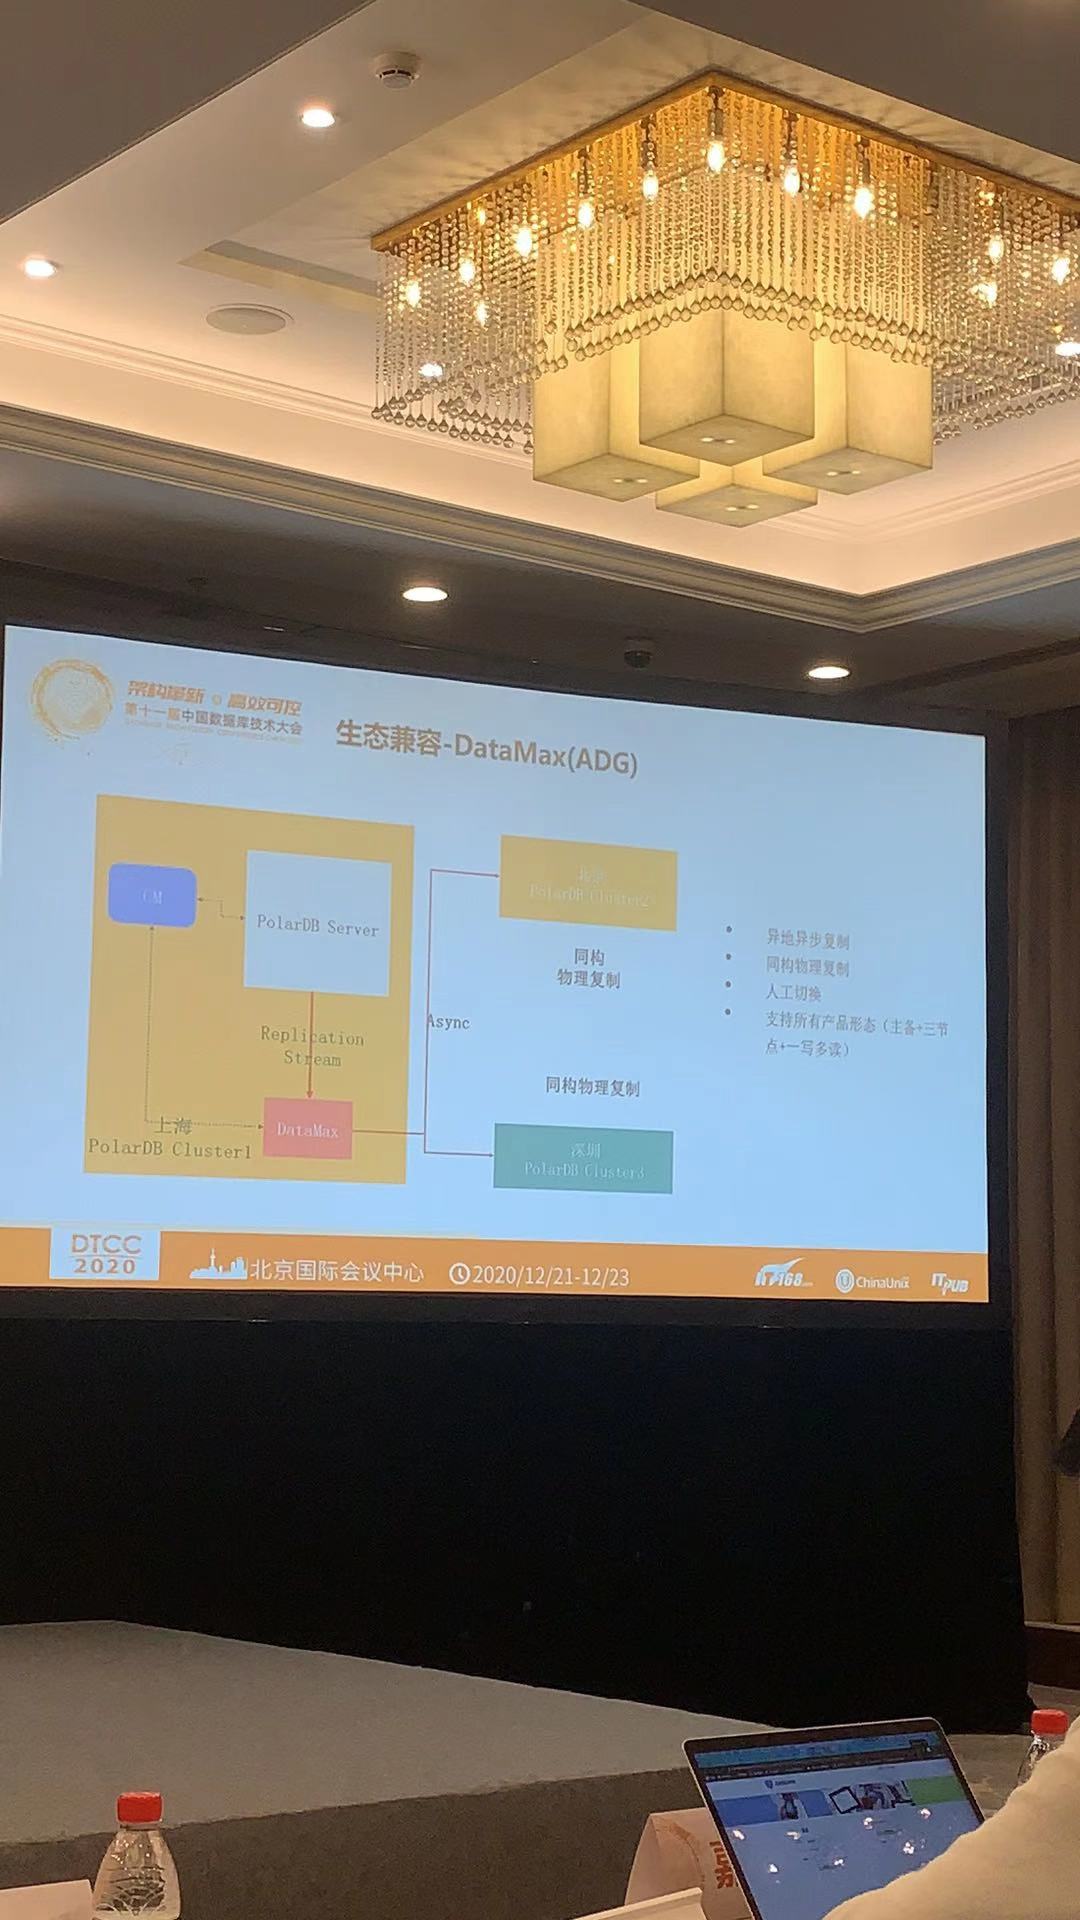 架构革新 高效可控
第十一届中国数据库技术大会
生态兼容-DataMax(ADG)
CM
PolarDB Server
Replication
Stream
DataMax
上海
PolarDB Cluster1
Async
北京
PolarDB Cluster2
同构
物理复制
同构物理复制
深圳
PolarDB Cluster3
异地异步复制
同构物理复制
人工切换
支持所有产品形态（主备+三节
点+一写多读）
DTCC
2020
北京国际会议中心
2020/12/21-12/23
IT168.com
ChinaUnix
ITPUB